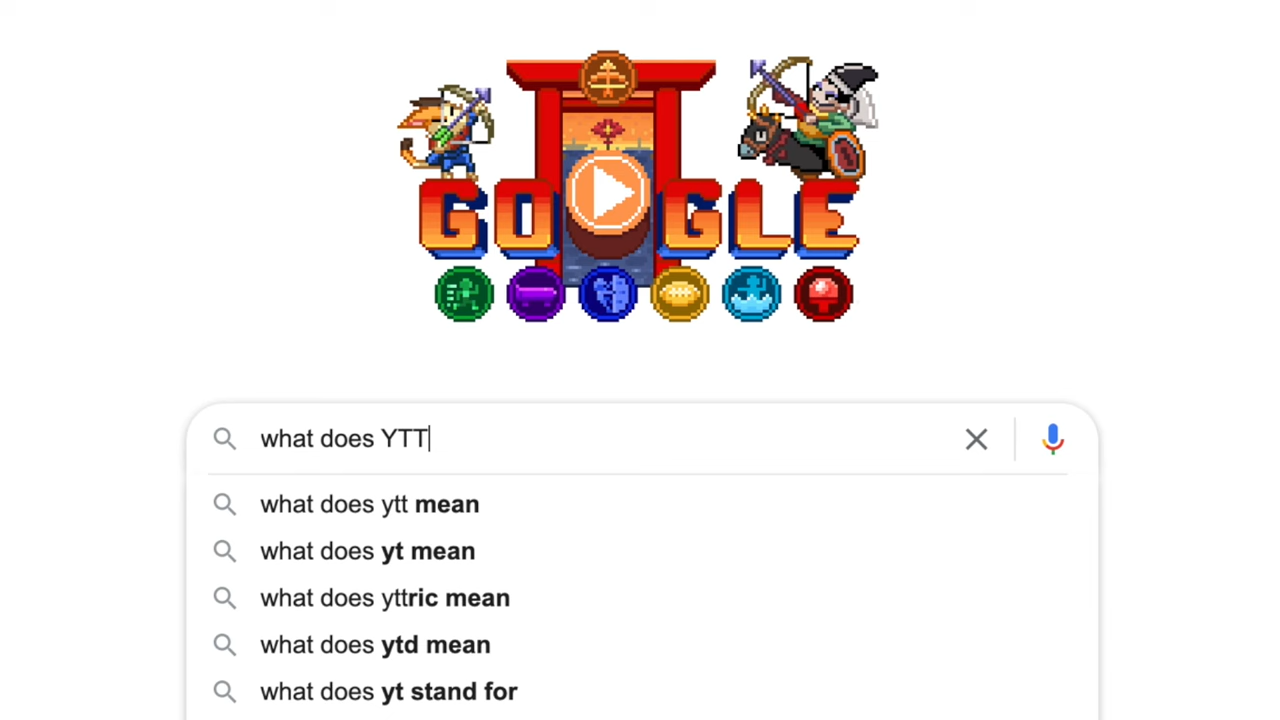 GOOGLE
what does YTT
what does ytt mean
what does yt mean
what does yttric mean
what does ytd mean
what does yt stand for